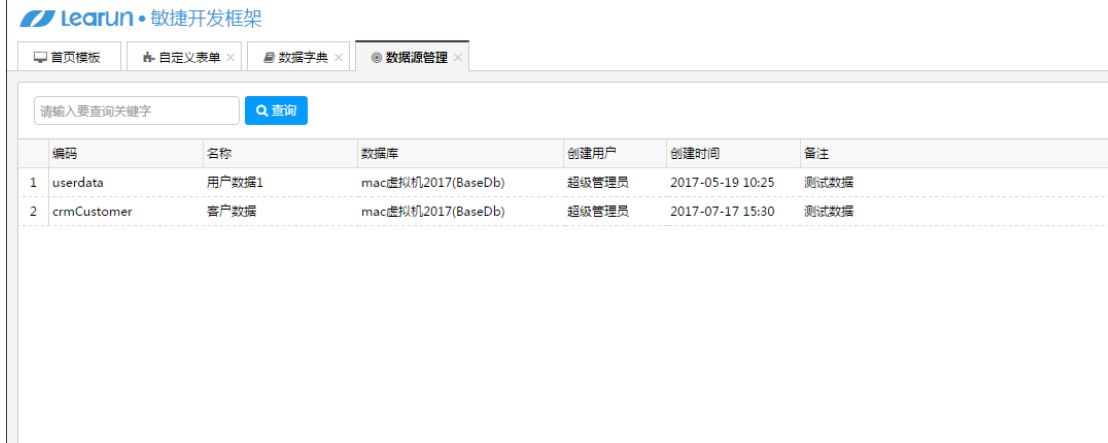 Learun • 敏捷开发框架
首页模板 自定义表单 数据字典 数据源管理
请输入要查询关键字 查询
编码 名称 数据库 创建用户 创建时间 备注
1 userdata 用户数据1 mac虚拟机2017(BaseDb) 超级管理员 2017-05-19 10:25 测试数据
2 crmCustomer 客户数据 mac虚拟机2017(BaseDb) 超级管理员 2017-07-17 15:30 测试数据